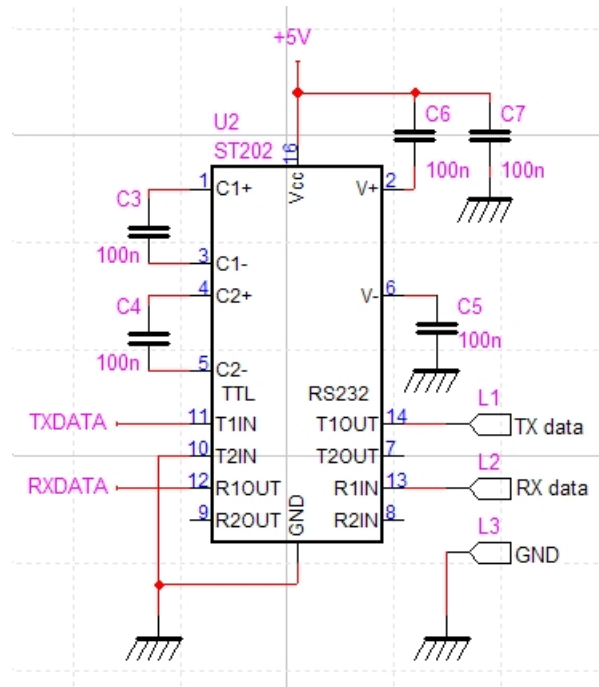 +5V
C6
C7
U2
ST202
16
100n
100n
1
C1+
Vcc
V+
2
C3
100n
3
C1-
4
C2+
V-
6
C5
100n
C4
100n
5
C2-
TTL
RS232
L1
TXDATA
11
T1IN
T1OUT
14
TX data
10
T2IN
T2OUT
7
L2
RXDATA
12
R1OUT
R1IN
13
RX data
9
R2OUT
GND
R2IN
8
L3
GND